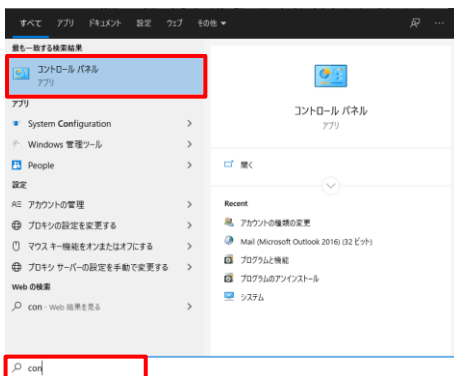 すべて アプリ ドキュメント 設定 ウェブ その他 ▾
最も一致する検索結果
コントロール パネル
アプリ
アプリ
System Configuration
Windows 管理ツール
People
設定
アカウントの管理
プロキシの設定を変更する
マウス キー機能をオンまたはオフにする
プロキシ サーバーの設定を手動で変更する
Web の検索
con - Web 結果を見る
con
コントロール パネル
アプリ
開く
Recent
アカウントの種類の変更
Mail (Microsoft Outlook 2016) (32 ビット)
プログラムと機能
プログラムのアンインストール
システム